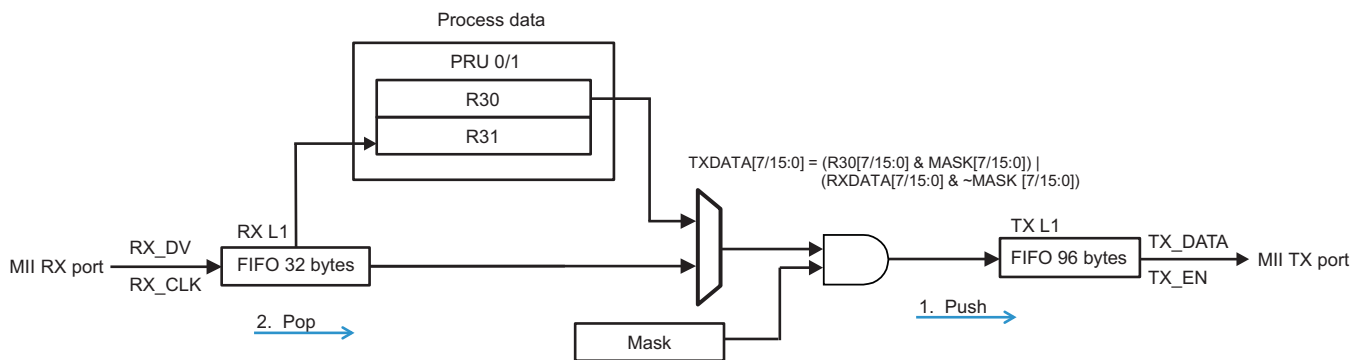 Process data
PRU 0/1
R30
R31
TXDATA[7/15:0] = (R30[7/15:0] & MASK[7/15:0]) |
(RXDATA[7/15:0] & ~MASK [7/15:0])
RX L1
TX L1
RX_DV
TX_DATA
MII RX port
FIFO 32 bytes
FIFO 96 bytes
MII TX port
RX_CLK
TX_EN
2. Pop
1. Push
Mask